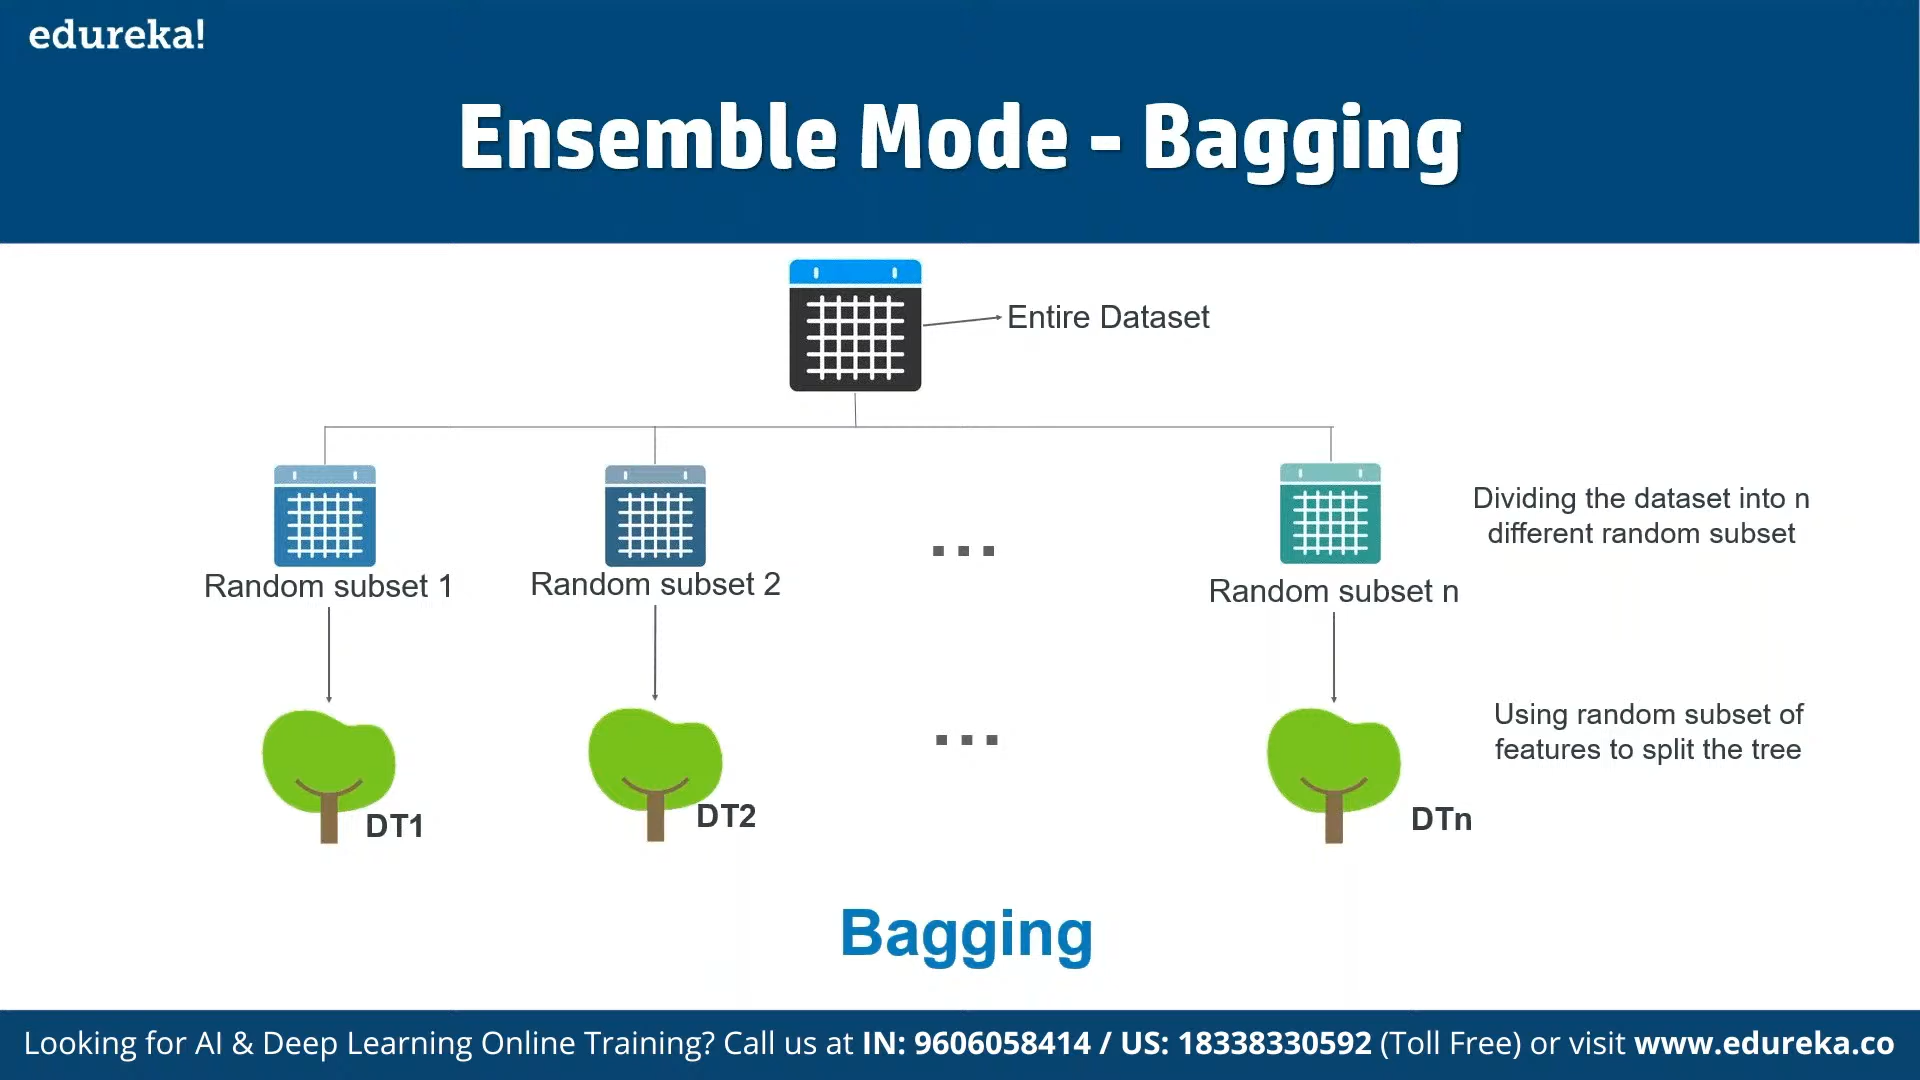 edureka!
Ensemble Mode - Bagging
Entire Dataset
Dividing the dataset into n
different random subset
Random subset 1
Random subset 2
Random subset n
Using random subset of
features to split the tree
DT1
DT2
DTn
Bagging
Looking for AI & Deep Learning Online Training? Call us at IN: 9606058414 / US: 18338330592 (Toll Free) or visit www.edureka.co